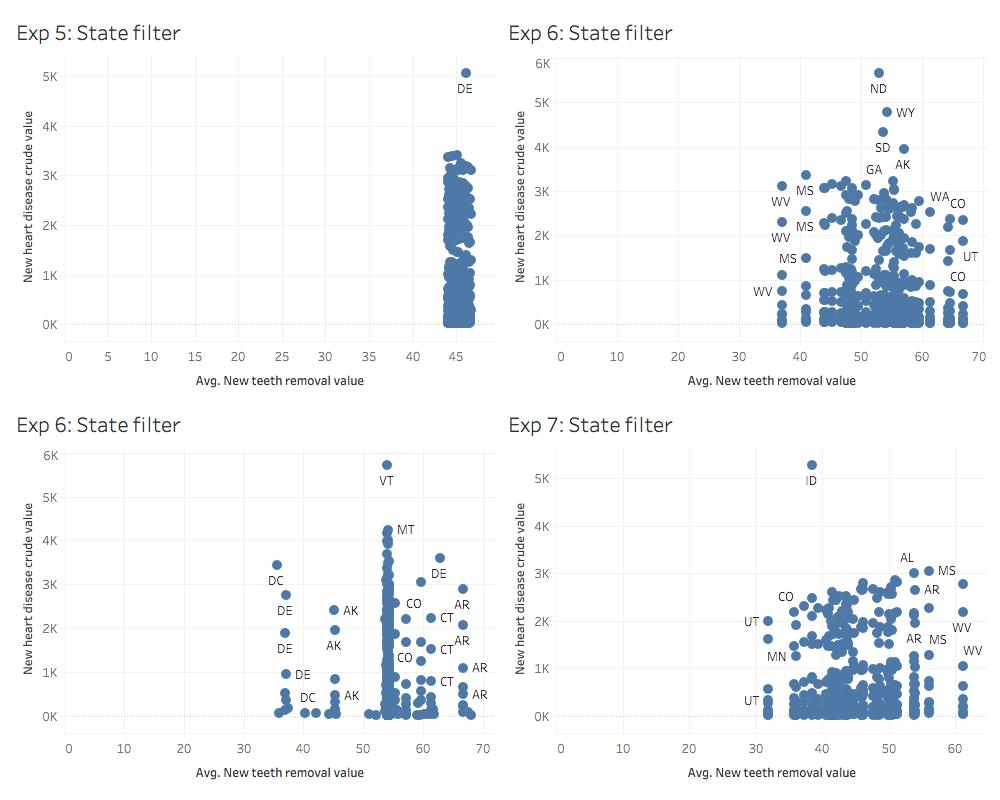 Exp 5: State filter
New heart disease crude value
5K
4K
3K
2K
1K
0K
DE
0 5 10 15 20 25 30 35 40 45
Avg. New teeth removal value
Exp 6: State filter
New heart disease crude value
6K
5K
4K
3K
2K
1K
0K
ND
WY
SD
AK
GA
MS
WV
WA
CO
MS
WV
MS
UT
CO
WV
0 10 20 30 40 50 60 70
Avg. New teeth removal value
Exp 6: State filter
New heart disease crude value
6K
5K
4K
3K
2K
1K
0K
VT
MT
DC
DE
DE
CO
AR
AK
CT
DE
AK
AR
DE
CT
CO
AR
DE
CT
DC
AK
AR
0 10 20 30 40 50 60 70
Avg. New teeth removal value
Exp 7: State filter
New heart disease crude value
5K
4K
3K
2K
1K
0K
ID
AL
MS
AR
CO
UT
WV
AR
MS
WV
MN
UT
0 10 20 30 40 50 60
Avg. New teeth removal value